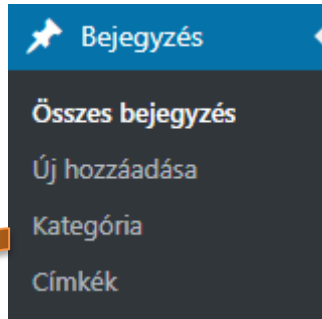 Bejegyzés
Összes bejegyzés
Új hozzáadása
Kategória
Címkék